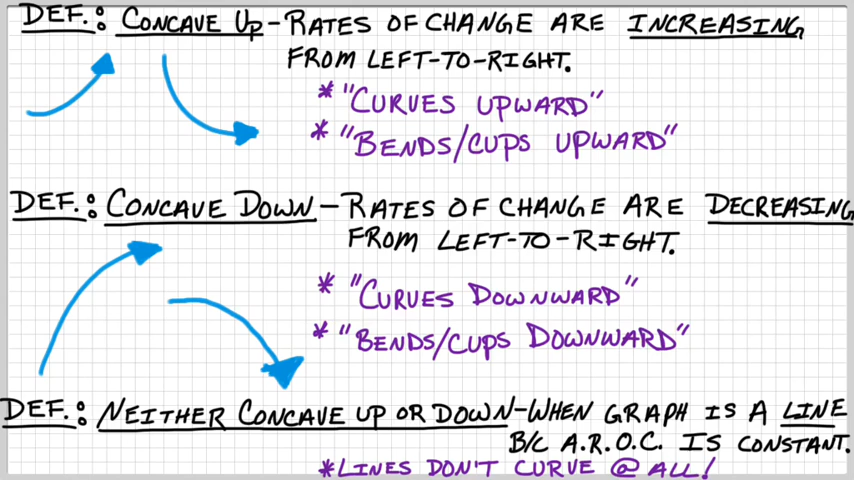 DEF.: CONCAVE UP - RATES OF CHANGE ARE INCREASING
FROM LEFT-TO-RIGHT.
* "CURVES UPWARD"
* "BENDS/CUPS UPWARD"
DEF.: CONCAVE DOWN - RATES OF CHANGE ARE DECREASING
FROM LEFT-TO-RIGHT.
* "CURVES DOWNWARD"
* "BENDS/CUPS DOWNWARD"
DEF.: NEITHER CONCAVE UP OR DOWN - WHEN GRAPH IS A LINE
B/C A.R.O.C. IS CONSTANT.
*LINES DON'T CURVE @ ALL!